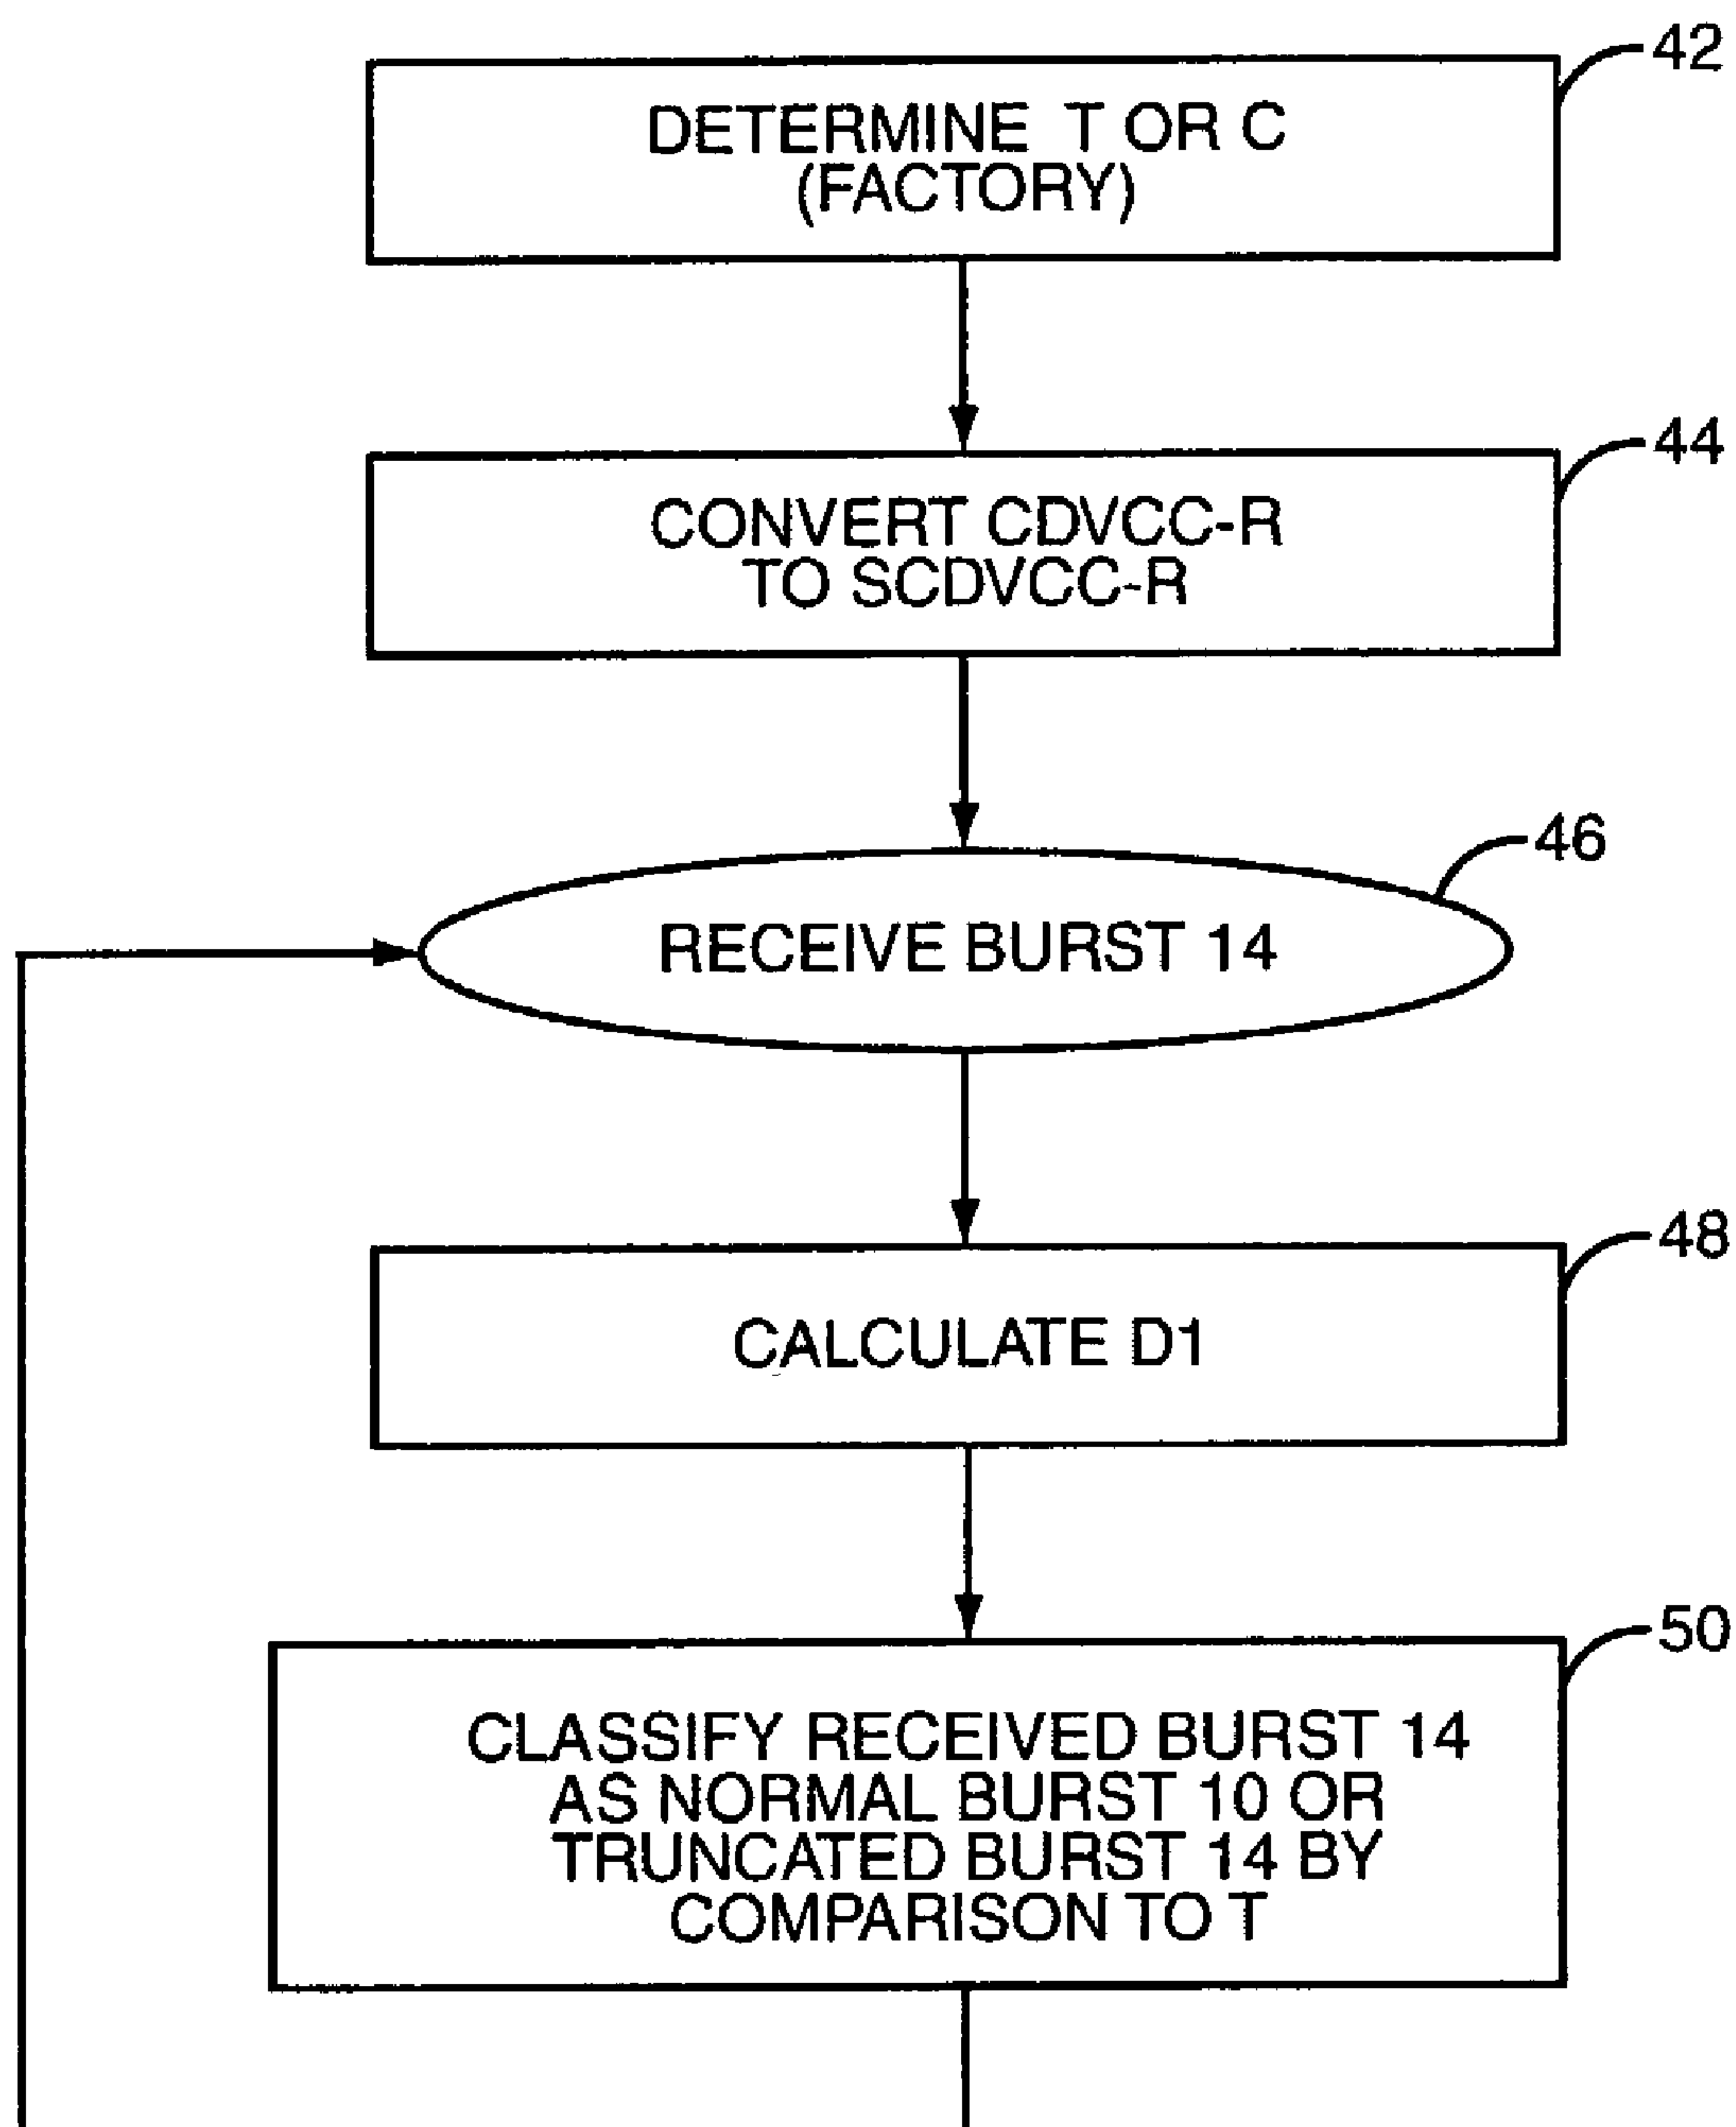 42
DETERMINE T OR C
(FACTORY)
44
CONVERT CDVCC-R
TO SCDVCC-R
46
RECEIVE BURST 14
48
CALCULATE D1
50
CLASSIFY RECEIVED BURST 14
AS NORMAL BURST 10 OR
TRUNCATED BURST 14 BY
COMPARISON TO T